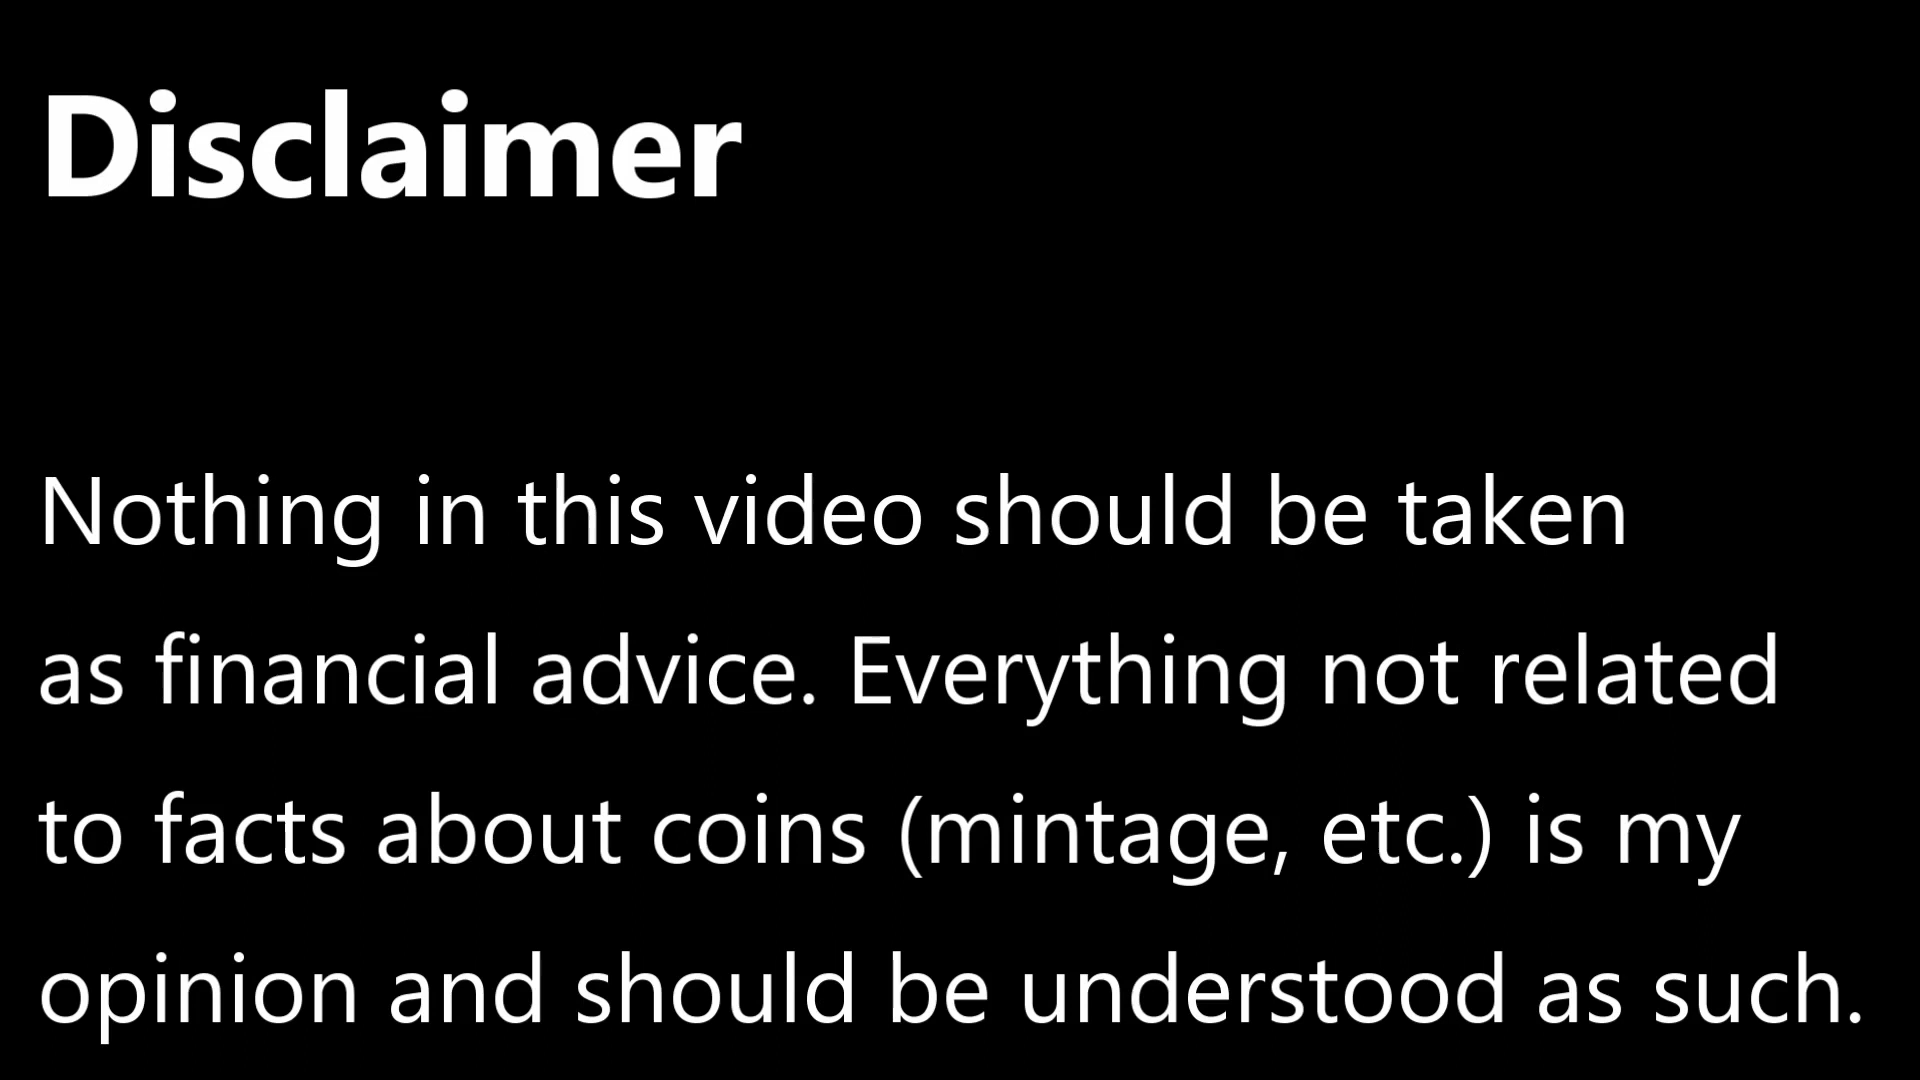 Disclaimer
Nothing in this video should be taken
as financial advice. Everything not related
to facts about coins (mintage, etc.) is my
opinion and should be understood as such.